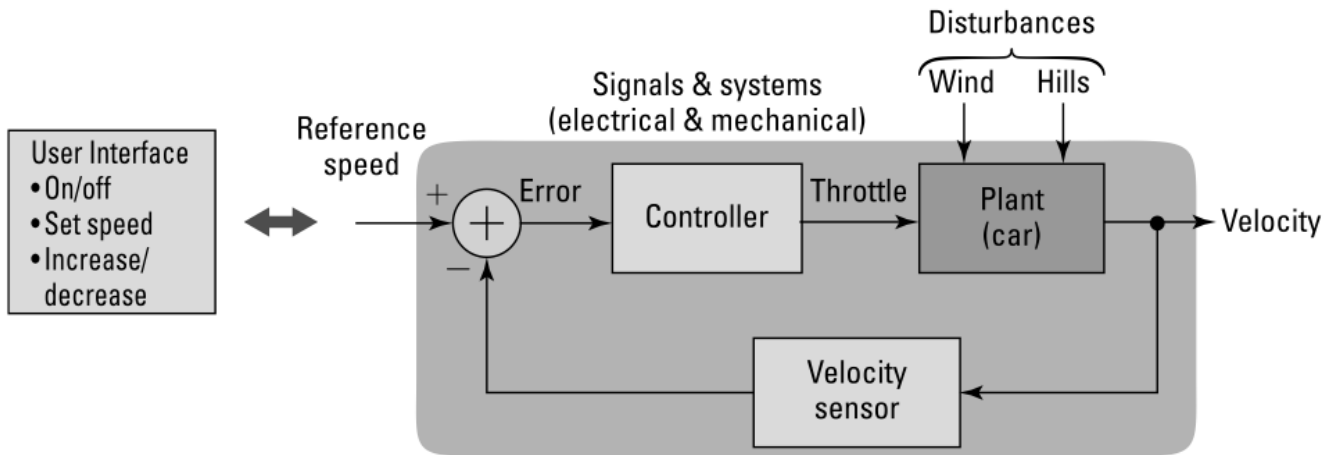 Disturbances
Wind Hills
Signals & systems
(electrical & mechanical)
Reference
speed
User Interface
•On/off
•Set speed
•Increase/
decrease
+
Error
+
−
Controller
Throttle
Plant
(car)
Velocity
Velocity
sensor